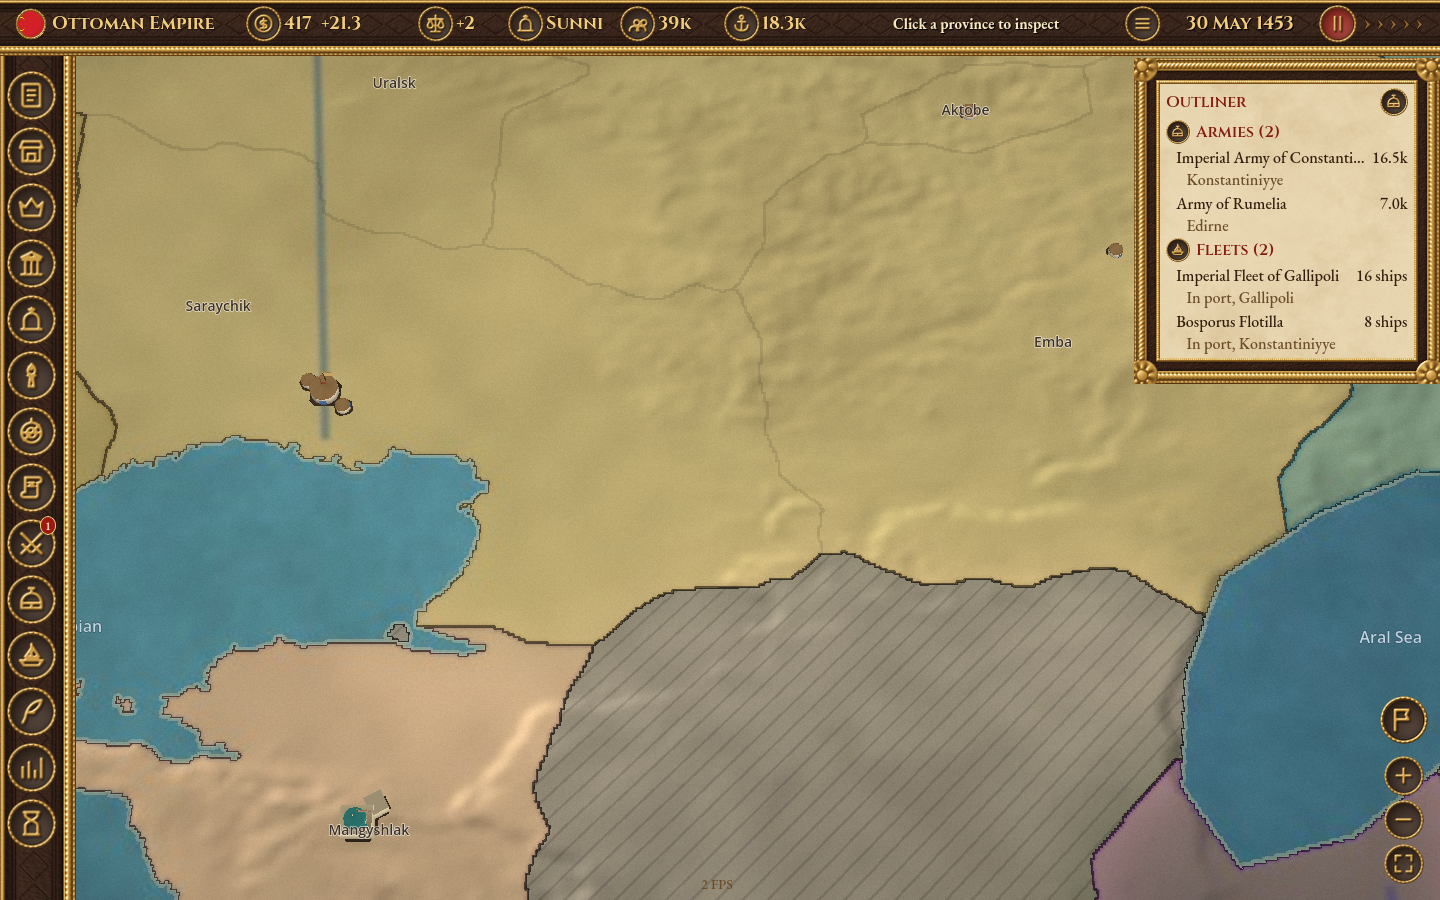 OTTOMAN EMPIRE 417 +21.3 +2 SUNNI 39K 18.3K Click a province to inspect 30 MAY 1453
Uralsk
Aktobe
Saraychik
Emba
Aral Sea
Mangyshlak
2 FPS
1
OUTLINER
ARMIES (2)
Imperial Army of Constanti... 16.5k
Konstantiniyye
Army of Rumelia 7.0k
Edirne
FLEETS (2)
Imperial Fleet of Gallipoli 16 ships
In port, Gallipoli
Bosporus Flotilla 8 ships
In port, Konstantiniyye